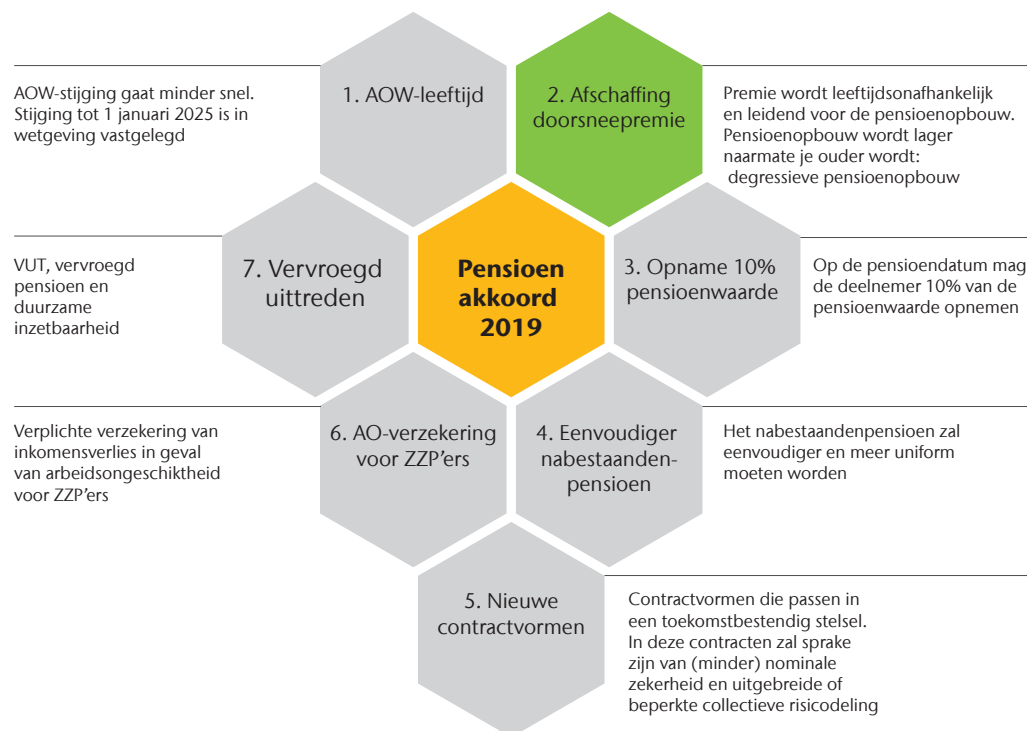 1. AOW-leeftijd
AOW-stijging gaat minder snel.
Stijging tot 1 januari 2025 is in
wetgeving vastgelegd
2. Afschaffing
doorsneepremie
Premie wordt leeftijdsonafhankelijk
en leidend voor de pensioenopbouw.
Pensioenopbouw wordt lager
naarmate je ouder wordt:
degressieve pensioenopbouw
7. Vervroegd
uittreden
VUT, vervroegd
pensioen en
duurzame
inzetbaarheid
Pensioen
akkoord
2019
3. Opname 10%
pensioenwaarde
Op de pensioendatum mag
de deelnemer 10% van de
pensioenwaarde opnemen
6. AO-verzekering
voor ZZP'ers
Verplichte verzekering van
inkomensverlies in geval
van arbeidsongeschiktheid
voor ZZP'ers
4. Eenvoudiger
nabestaanden-
pensioen
Het nabestaandenpensioen zal
eenvoudiger en meer uniform
moeten worden
5. Nieuwe
contractvormen
Contractvormen die passen in
een toekomstbestendig stelsel.
In deze contracten zal sprake
zijn van (minder) nominale
zekerheid en uitgebreide of
beperkte collectieve risicodeling